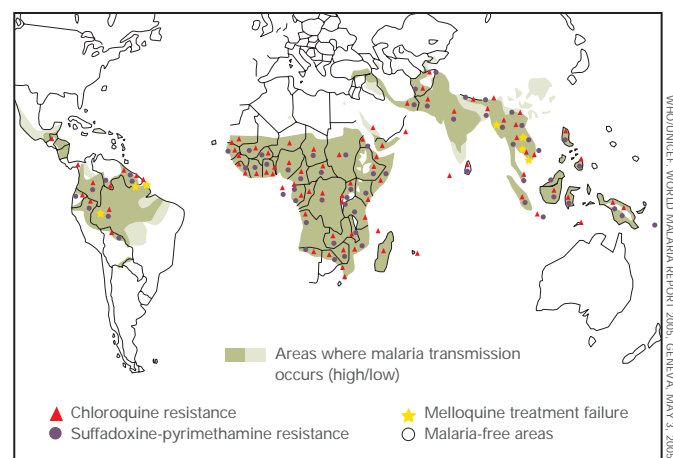 Areas where malaria transmission
occurs (high/low)
Chloroquine resistance
Melloquine treatment failure
Suffadoxine-pyrimethamine resistance
Malaria-free areas
WHO/UNICEF: WORLD MALARIA REPORT 2005, GENEVA, MAY 3, 2005